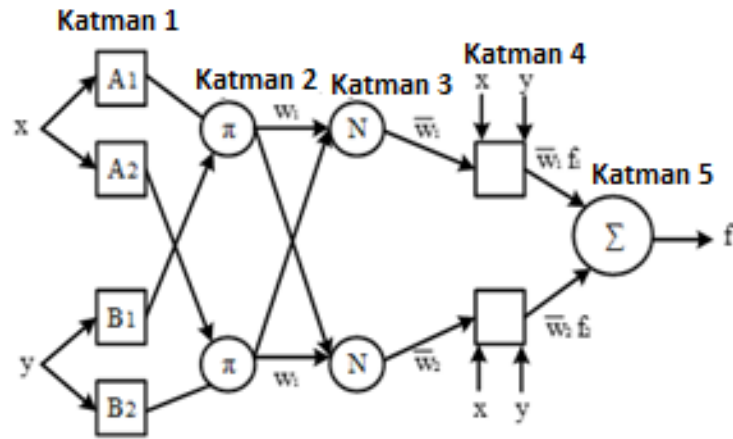 Katman 1
Katman 2
Katman 3
Katman 4
Katman 5
x
y
A1
A2
B1
B2
x
y
π
π
w₁
w₁
N
N
w̅₁
w̅₂
x
y
w̅₁ f₁
w̅₂ f₂
Σ
f